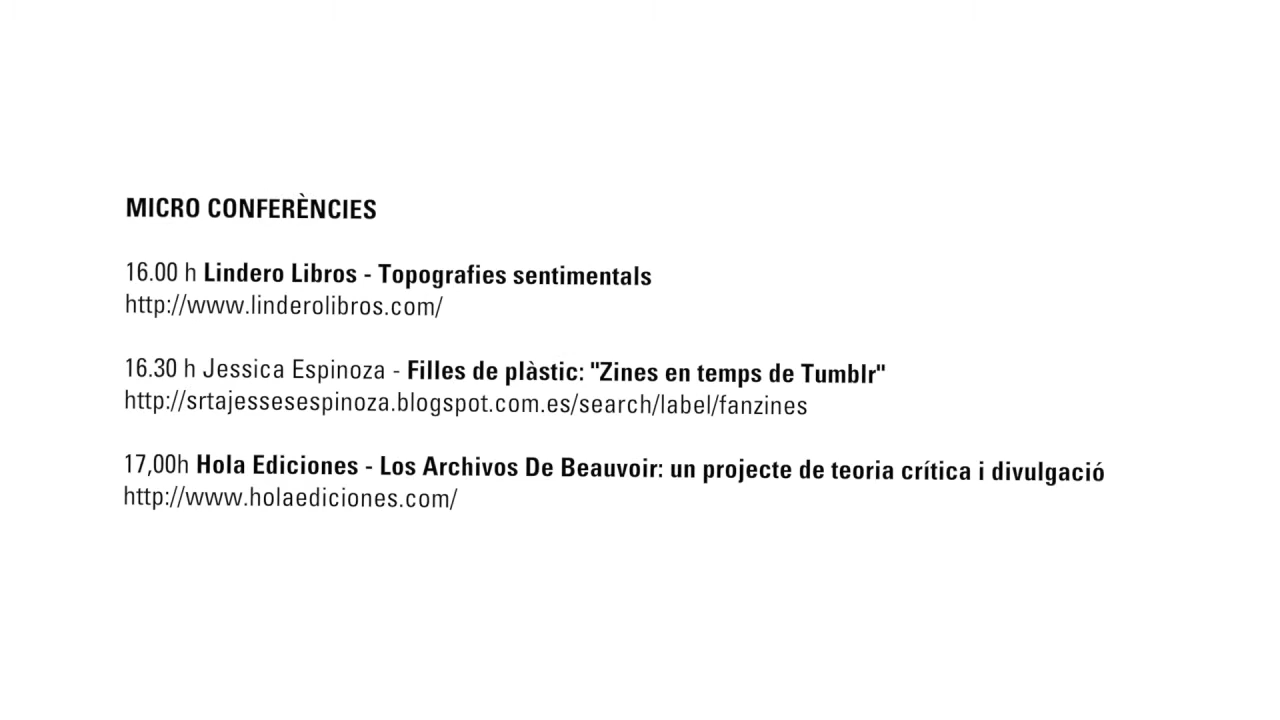 MICRO CONFERÈNCIES
16.00 h Lindero Libros - Topografies sentimentals
http://www.linderolibros.com/
16.30 h Jessica Espinoza - Filles de plàstic: "Zines en temps de Tumblr"
http://srtajessesespinoza.blogspot.com.es/search/label/fanzines
17,00h Hola Ediciones - Los Archivos De Beauvoir: un projecte de teoria crítica i divulgació
http://www.holaediciones.com/